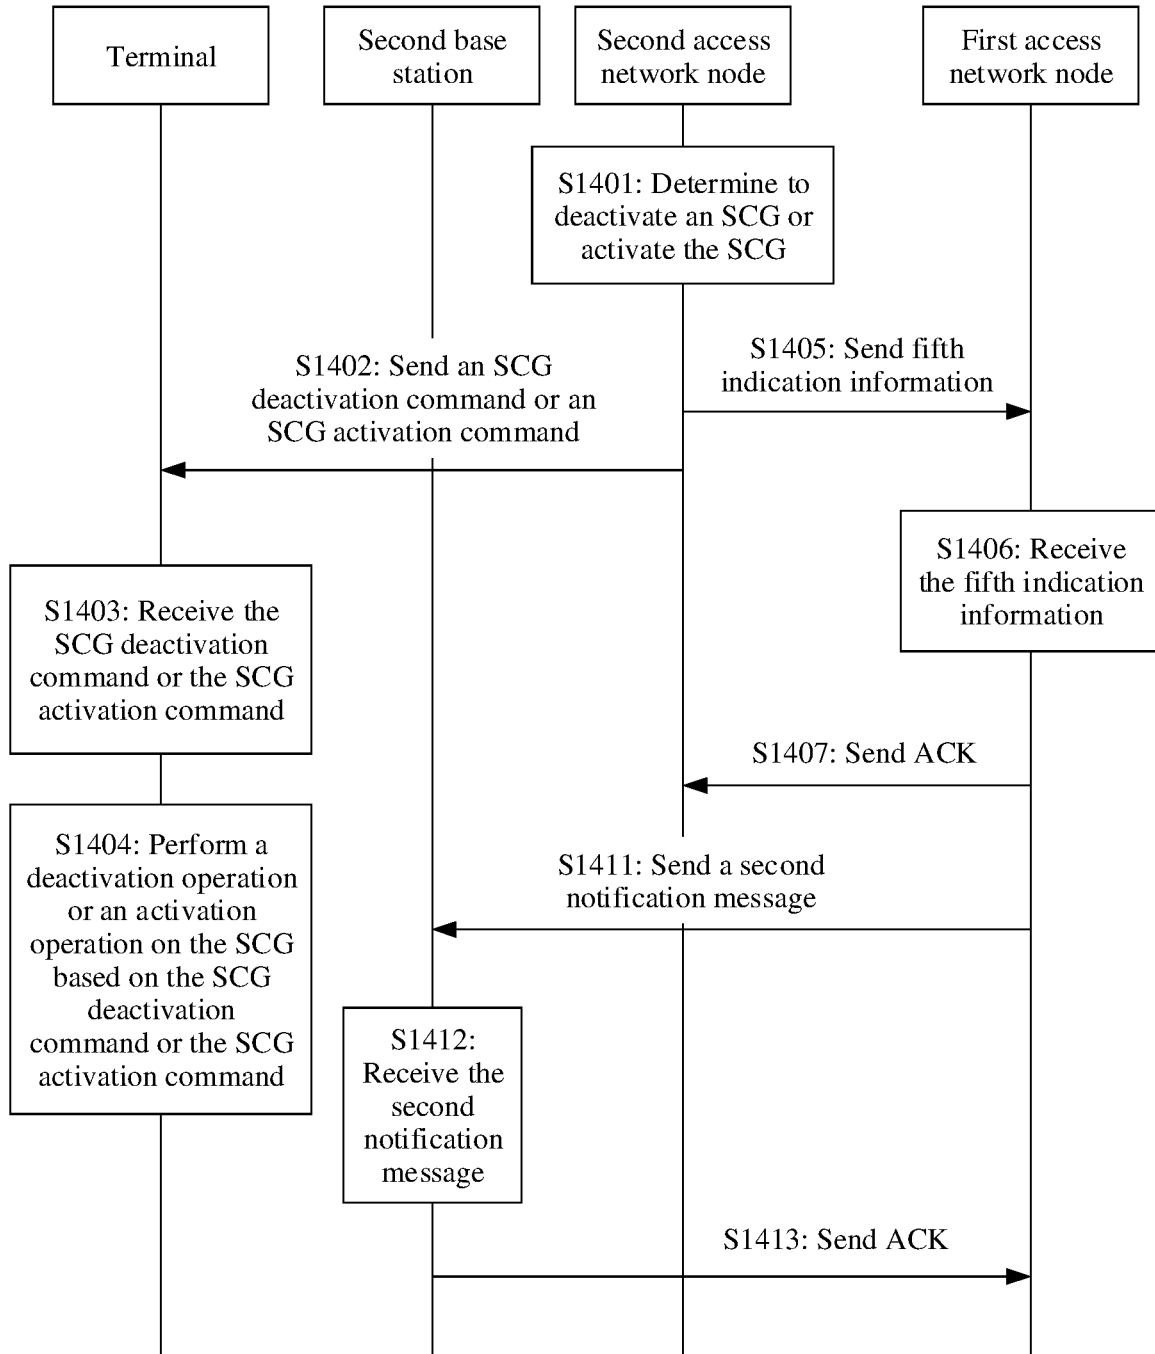 Terminal
Second base
station
Second access
network node
First access
network node
S1401: Determine to
deactivate an SCG or
activate the SCG
S1402: Send an SCG
deactivation command or an
SCG activation command
S1405: Send fifth
indication information
S1406: Receive
the fifth indication
information
S1403: Receive the
SCG deactivation
command or the SCG
activation command
S1407: Send ACK
S1404: Perform a
deactivation operation
or an activation
operation on the SCG
based on the SCG
deactivation
command or the SCG
activation command
S1411: Send a second
notification message
S1412:
Receive the
second
notification
message
S1413: Send ACK